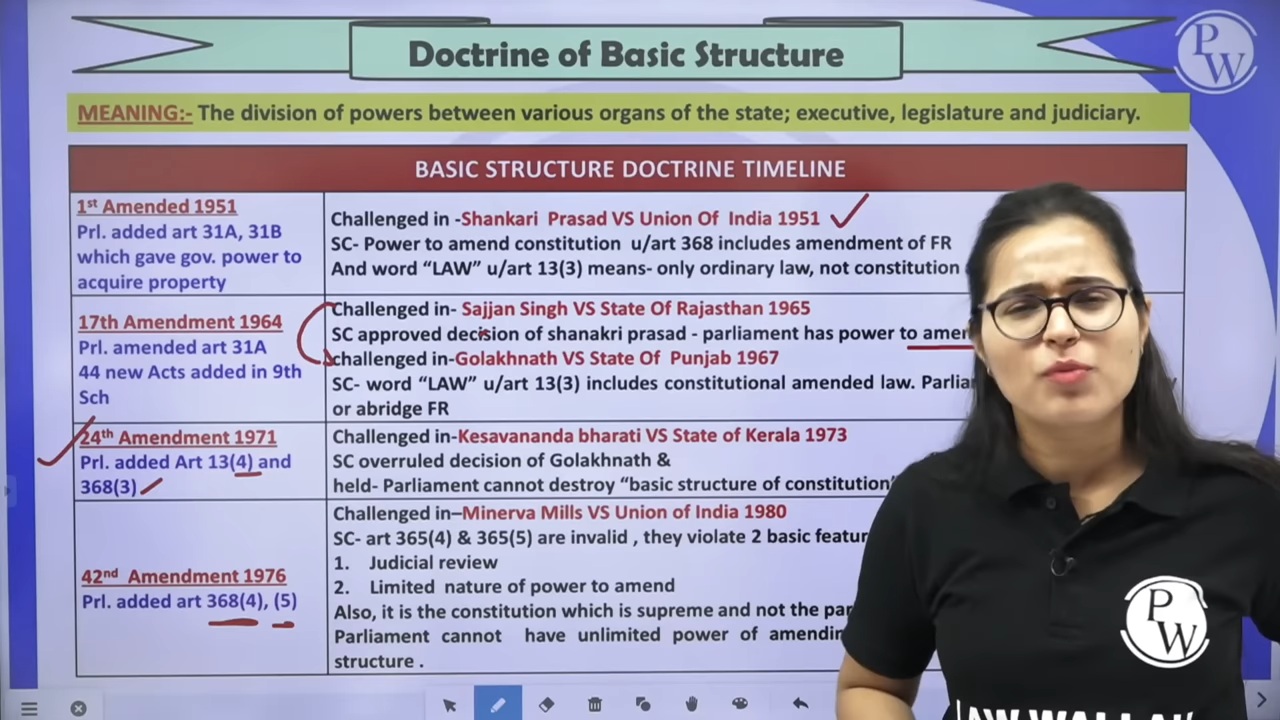 Doctrine of Basic Structure
PW
MEANING:- The division of powers between various organs of the state; executive, legislature and judiciary.
BASIC STRUCTURE DOCTRINE TIMELINE
1st Amended 1951
Prl. added art 31A, 31B
which gave gov. power to
acquire property
Challenged in -Shankari Prasad VS Union Of India 1951
SC- Power to amend constitution u/art 368 includes amendment of FR
And word “LAW” u/art 13(3) means- only ordinary law, not constitution
17th Amendment 1964
Prl. amended art 31A
44 new Acts added in 9th
Sch
Challenged in- Sajjan Singh VS State Of Rajasthan 1965
SC approved decision of shanakri prasad - parliament has power to amen
challenged in-Golakhnath VS State Of Punjab 1967
SC- word “LAW” u/art 13(3) includes constitutional amended law. Parlia
or abridge FR
24th Amendment 1971
Prl. added Art 13(4) and
368(3)
Challenged in-Kesavananda bharati VS State of Kerala 1973
SC overruled decision of Golakhnath &
held- Parliament cannot destroy “basic structure of constitution”
42nd Amendment 1976
Prl. added art 368(4), (5)
Challenged in–Minerva Mills VS Union of India 1980
SC- art 365(4) & 365(5) are invalid , they violate 2 basic featur
1. Judicial review
2. Limited nature of power to amend
Also, it is the constitution which is supreme and not the par
Parliament cannot have unlimited power of amendin
structure .
PW
LAW WALLAH